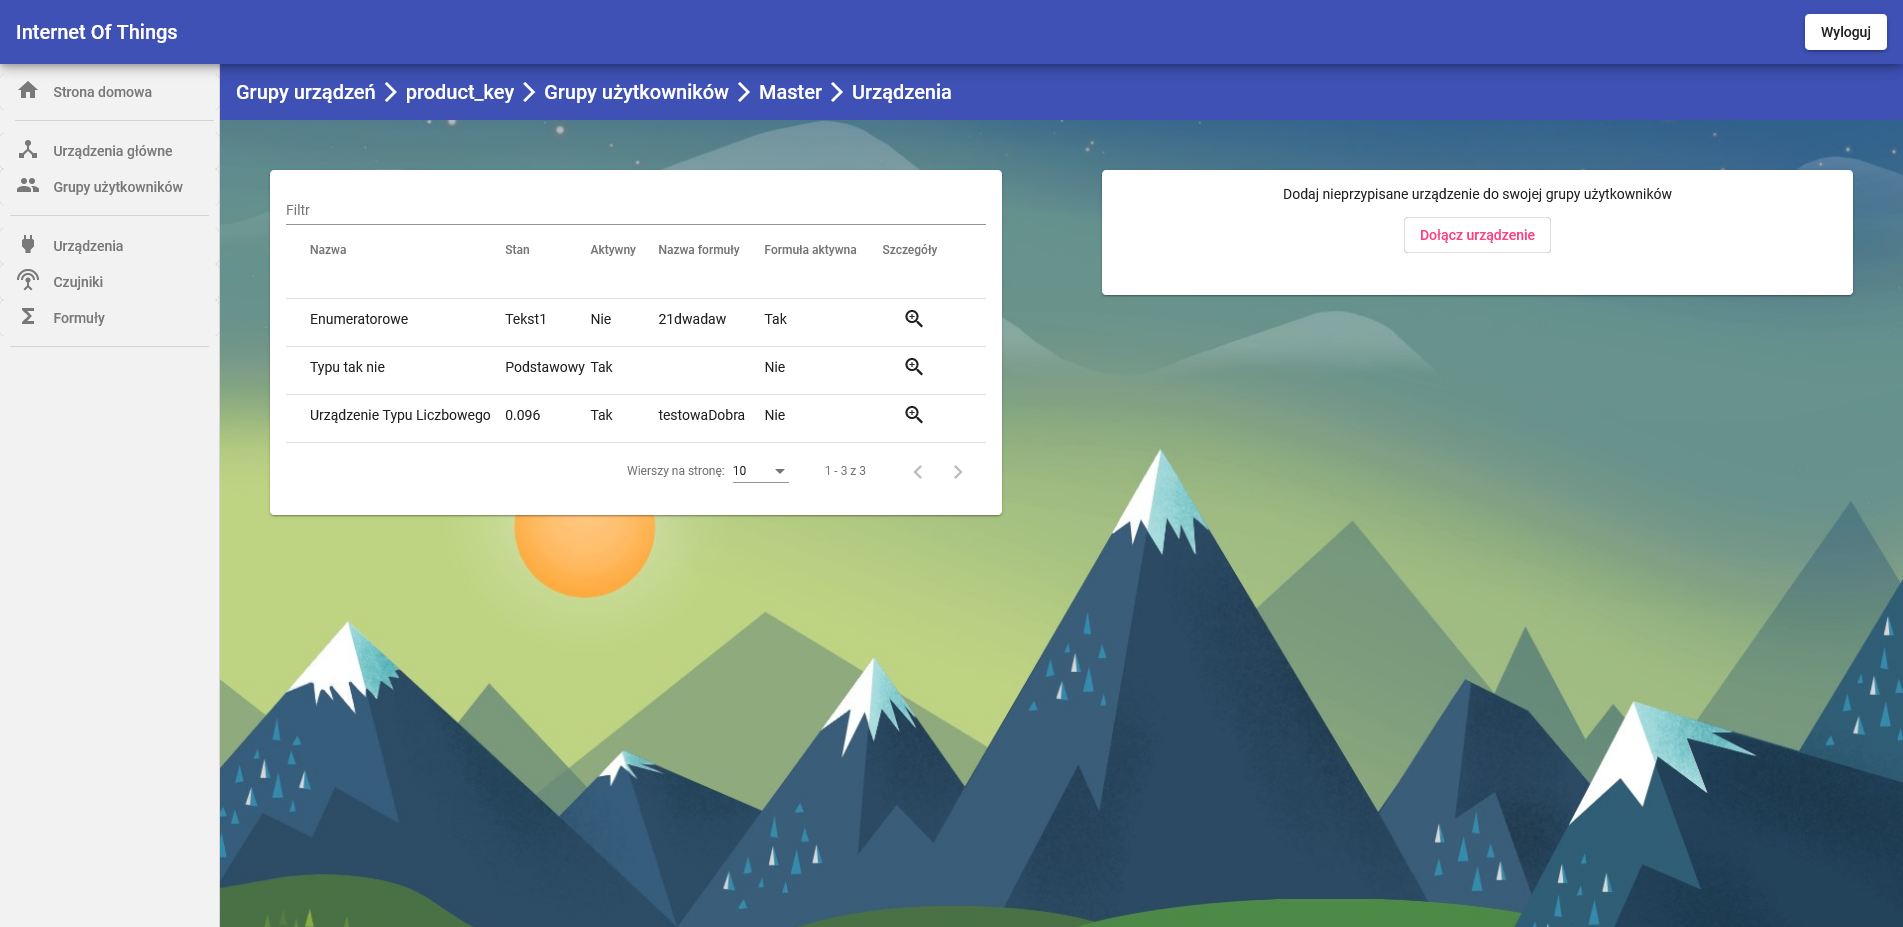 Internet Of Things
Wyloguj
Strona domowa
Urządzenia główne
Grupy użytkowników
Urządzenia
Czujniki
Formuły
Grupy urządzeń product_key Grupy użytkowników Master Urządzenia
Filtr
Nazwa Stan Aktywny Nazwa formuły Formuła aktywna Szczegóły
Enumeratorowe Tekst1 Nie 21dwadaw Tak
Typu tak nie Podstawowy Tak Nie
Urządzenie Typu Liczbowego 0.096 Tak testowaDobra Nie
Wierszy na stronę: 10 1 - 3 z 3
Dodaj nieprzypisane urządzenie do swojej grupy użytkowników
Dołącz urządzenie